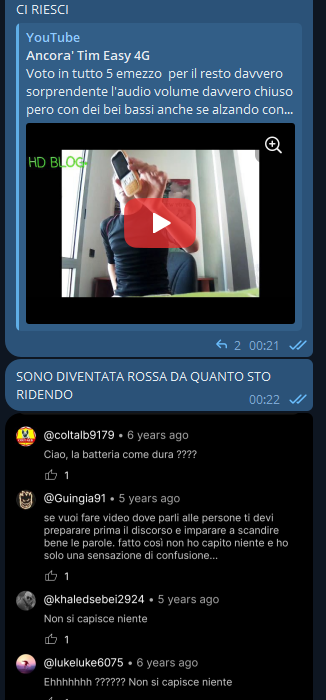 CI RIESCI
YouTube
Ancora' Tim Easy 4G
Voto in tutto 5 emezzo  per il resto davvero
sorprendente l'audio volume davvero chiuso
pero con dei bei bassi anche se alzando con...
HD BLOG
2 00:21
SONO DIVENTATA ROSSA DA QUANTO STO
RIDENDO
00:22
@coltalb9179 • 6 years ago
Ciao, la batteria come dura ????
1
@Guingia91 • 5 years ago
se vuoi fare video dove parli alle persone ti devi
preparare prima il discorso e imparare a scandire
bene le parole. fatto così non ho capito niente e ho
solo una sensazione di confusione...
1
@khaledsebei2924 • 5 years ago
Non si capisce niente
1
@lukeluke6075 • 6 years ago
Ehhhhhhh ?????? Non si capisce niente